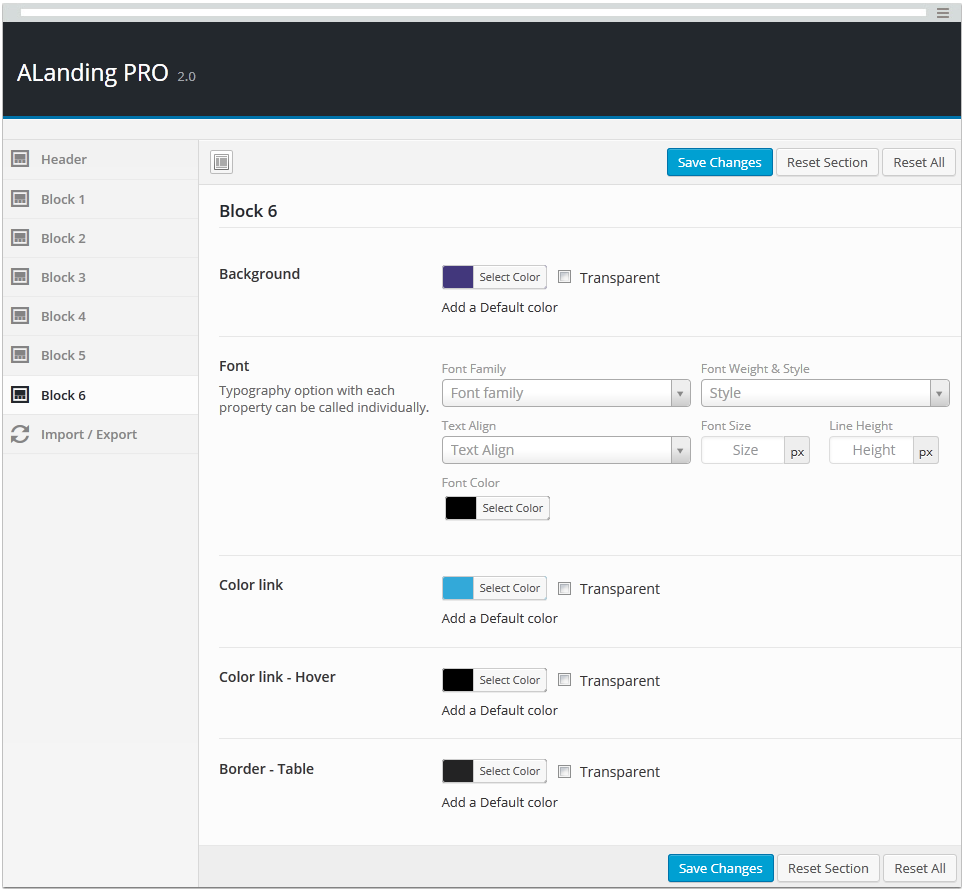 ALanding PRO 2.0
Header
Block 1
Block 2
Block 3
Block 4
Block 5
Block 6
Import / Export
Save Changes Reset Section Reset All
Block 6
Background
Select Color Transparent
Add a Default color
Font
Typography option with each
property can be called individually.
Font Family Font Weight & Style
Font family Style
Text Align Font Size Line Height
Text Align Size px Height px
Font Color
Select Color
Color link
Select Color Transparent
Add a Default color
Color link - Hover
Select Color Transparent
Add a Default color
Border - Table
Select Color Transparent
Add a Default color
Save Changes Reset Section Reset All